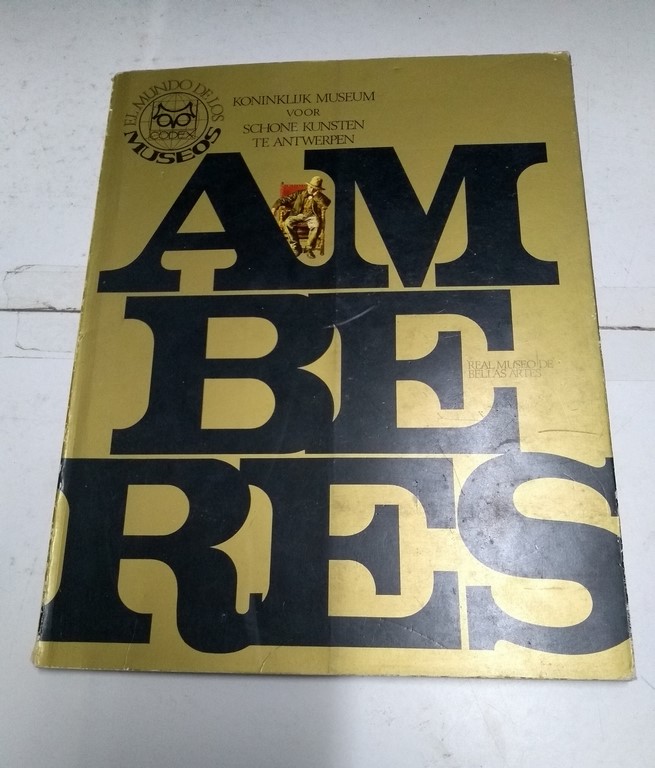 EL MUNDO DE LOS
MUSEOS
CODEX
KONINKLIJK MUSEUM
VOOR
SCHONE KUNSTEN
TE ANTWERPEN
AM
BE
REAL MUSEO DE
BELLAS ARTES
RES